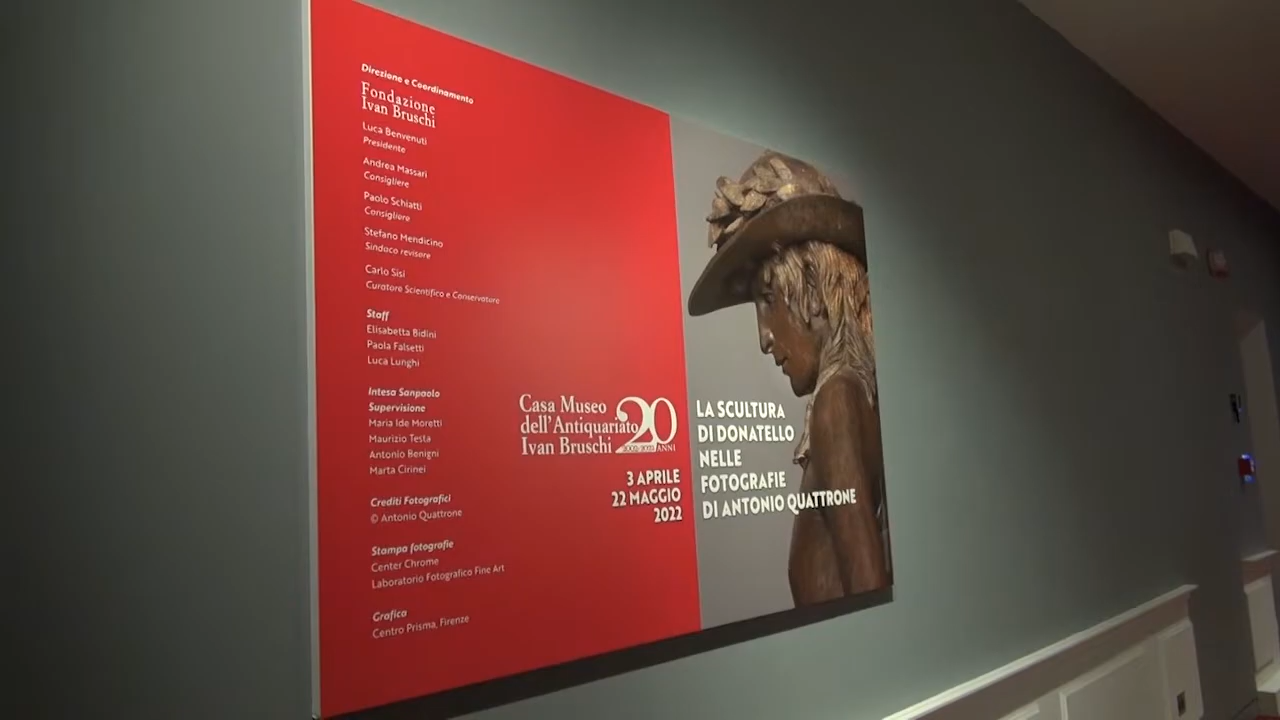 Direzione e Coordinamento
Fondazione
Ivan Bruschi
Luca Benvenuti
Presidente
Andrea Massari
Consigliere
Paolo Schiatti
Consigliere
Stefano Mendicino
Sindaco revisore
Carlo Sisi
Curatore Scientifico e Conservatore
Staff
Elisabetta Bidini
Paola Falsetti
Luca Lunghi
Intesa Sanpaolo
Supervisione
Maria Ide Moretti
Maurizio Testa
Antonio Benigni
Marta Cirinei
Crediti Fotografici
© Antonio Quattrone
Stampa fotografie
Center Chrome
Laboratorio Fotografico Fine Art
Grafica
Centro Prisma, Firenze
Casa Museo
dell'Antiquariato
Ivan Bruschi
20
2002-2022 ANNI
3 APRILE
22 MAGGIO
2022
LA SCULTURA
DI DONATELLO
NELLE
FOTOGRAFIE
DI ANTONIO QUATTRONE